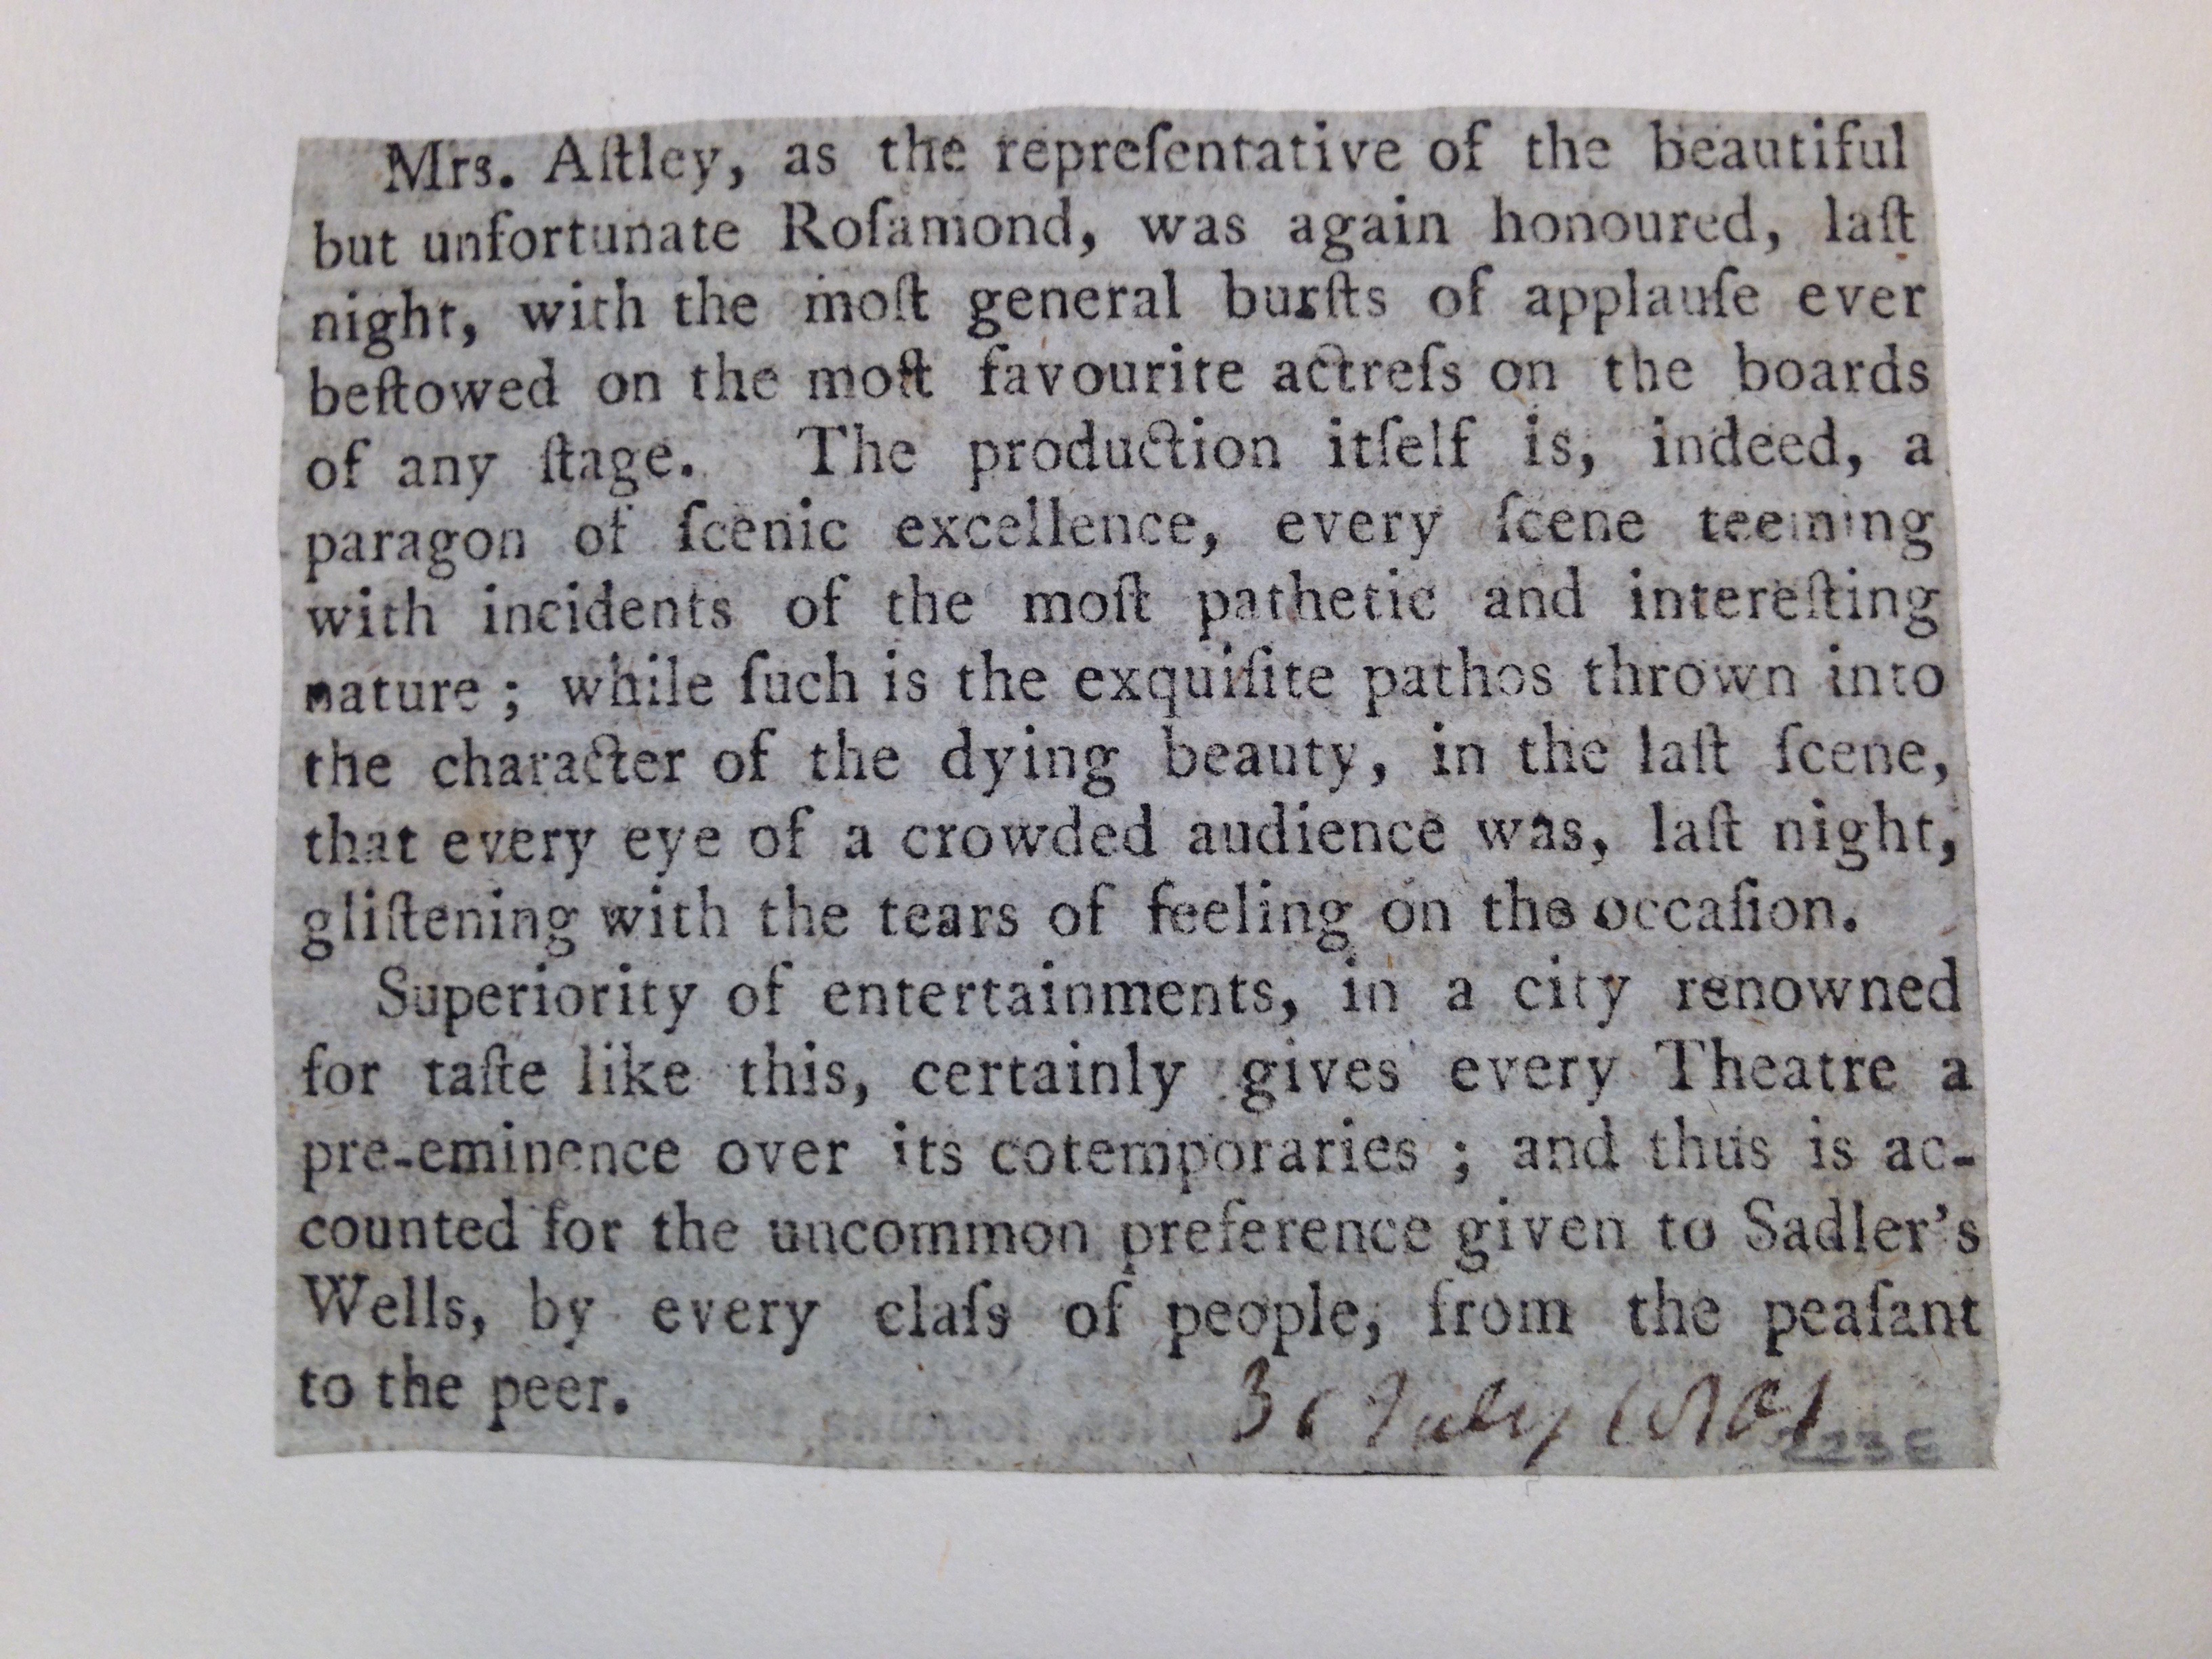 Mrs. Aſtley, as the repreſentative of the beautiful
but unfortunate Roſamond, was again honoured, laſt
night, with the moſt general burſts of applauſe ever
beſtowed on the moſt favourite actreſs on the boards
of any ſtage. The production itſelf is, indeed, a
paragon of ſcenic excellence, every ſcene teeming
with incidents of the moſt pathetic and intereſting
nature ; while ſuch is the exquiſite pathos thrown into
the character of the dying beauty, in the laſt ſcene,
that every eye of a crowded audience was, laſt night,
gliſtening with the tears of feeling on the occaſion.
Superiority of entertainments, in a city renowned
for taſte like this, certainly gives every Theatre a
pre-eminence over its cotemporaries ; and thus is ac-
counted for the uncommon preference given to Sadler's
Wells, by every claſs of people, from the peaſant
to the peer.
July
223E